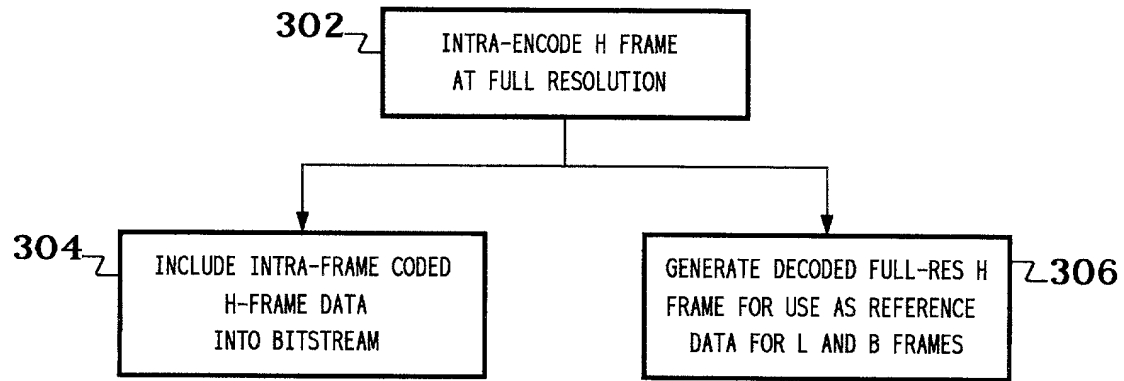 302
INTRA-ENCODE H FRAME
AT FULL RESOLUTION
304
INCLUDE INTRA-FRAME CODED
H-FRAME DATA
INTO BITSTREAM
GENERATE DECODED FULL-RES H
FRAME FOR USE AS REFERENCE
DATA FOR L AND B FRAMES
306